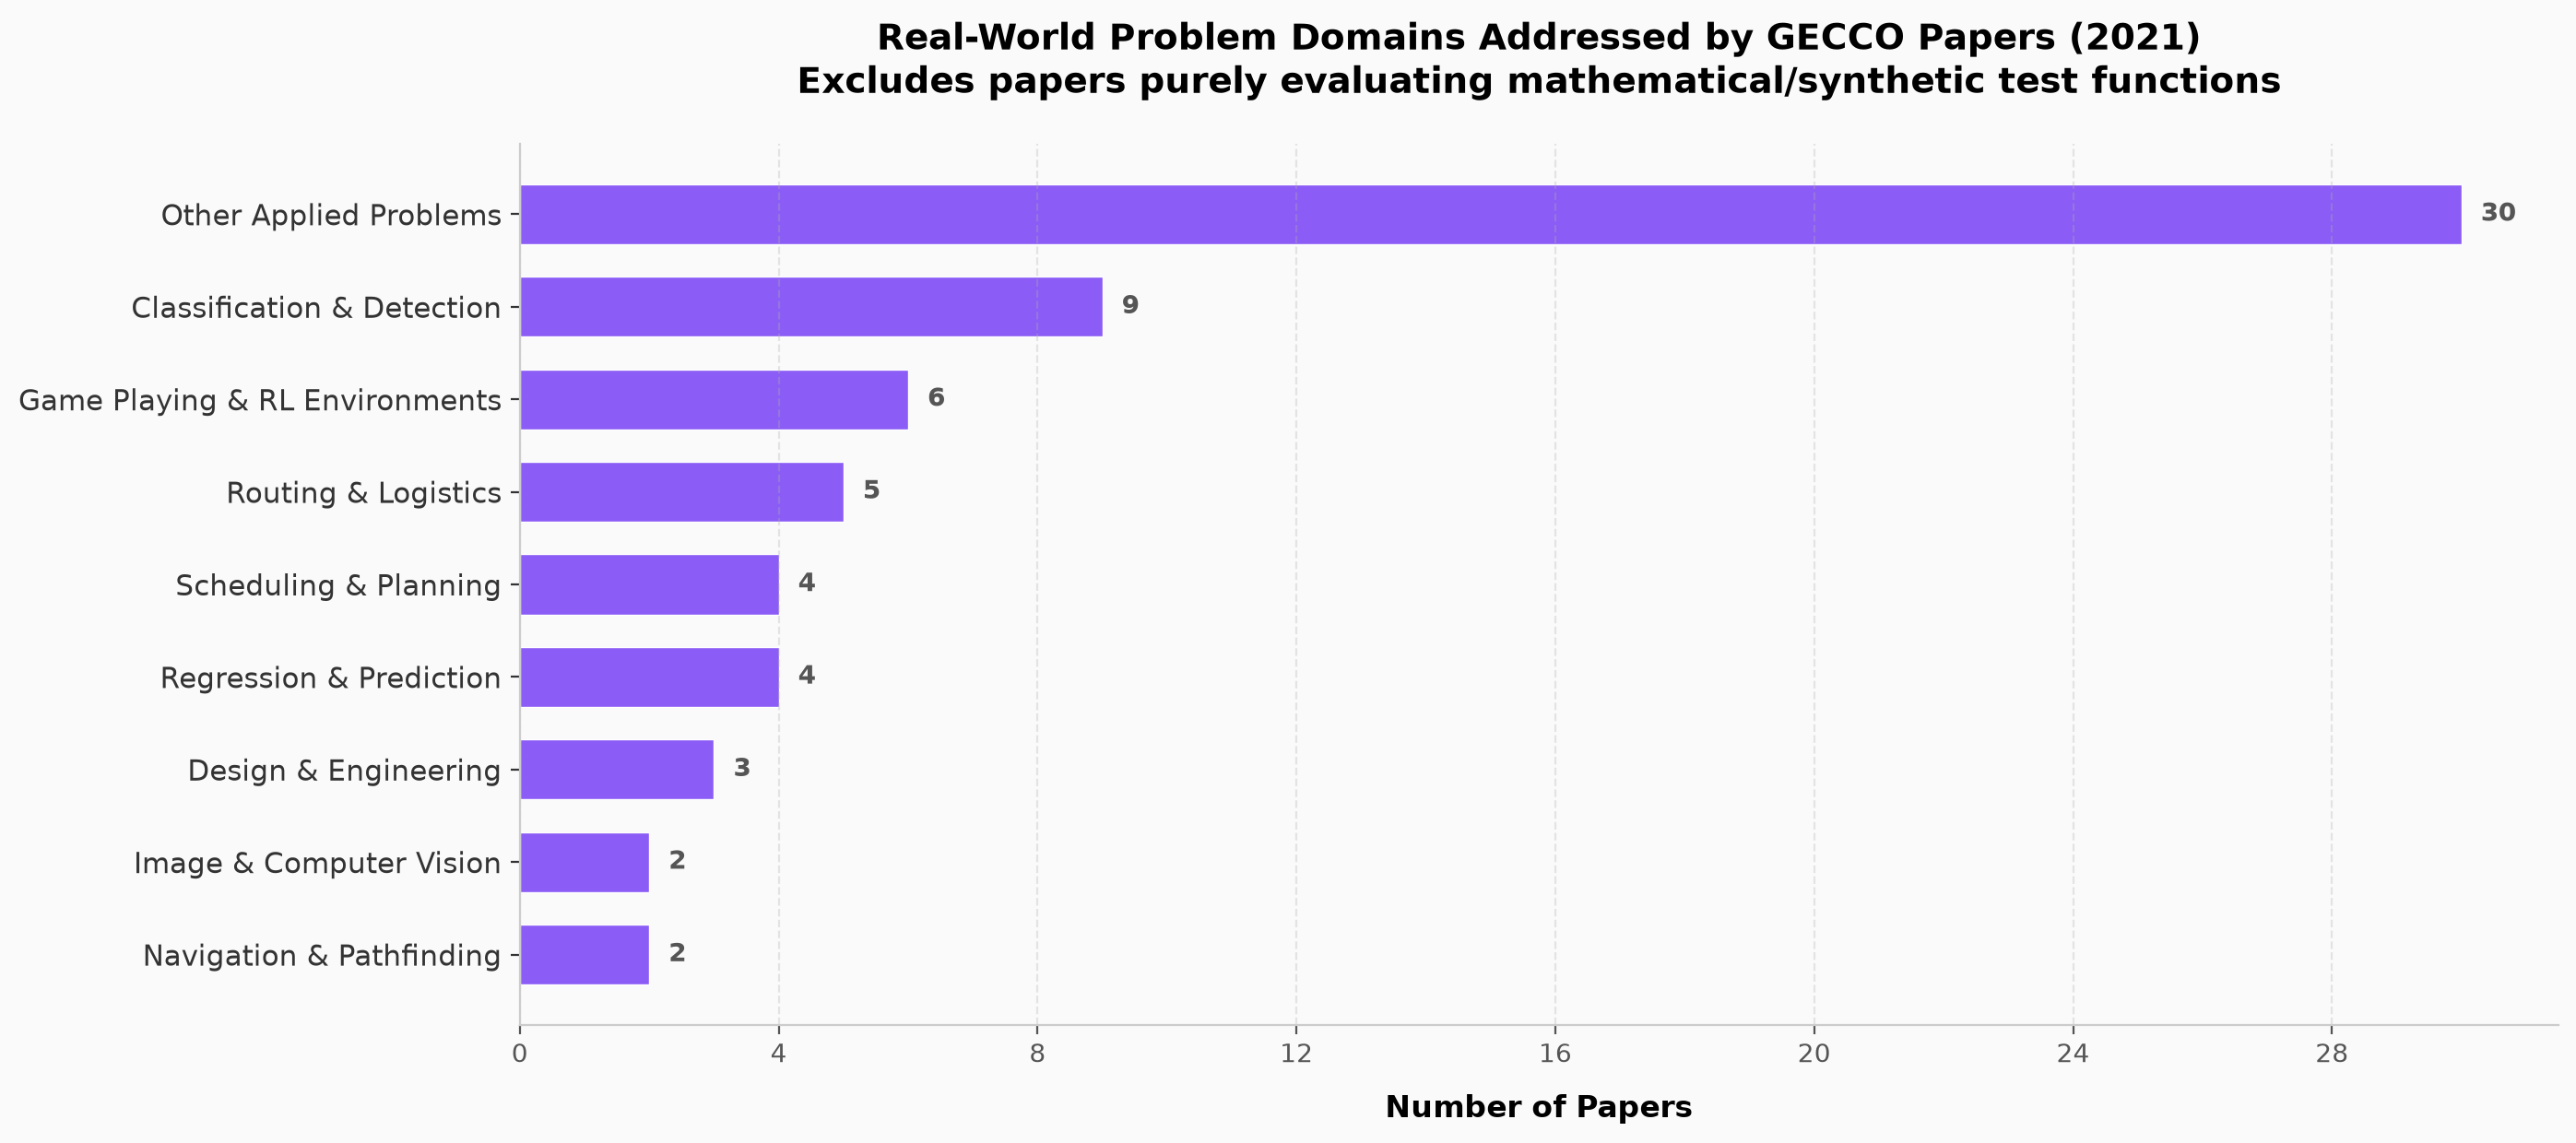 Real-World Problem Domains Addressed by GECCO Papers (2021)
Excludes papers purely evaluating mathematical/synthetic test functions
Other Applied Problems 30
Classification & Detection 9
Game Playing & RL Environments 6
Routing & Logistics 5
Scheduling & Planning 4
Regression & Prediction 4
Design & Engineering 3
Image & Computer Vision 2
Navigation & Pathfinding 2
0 4 8 12 16 20 24 28
Number of Papers